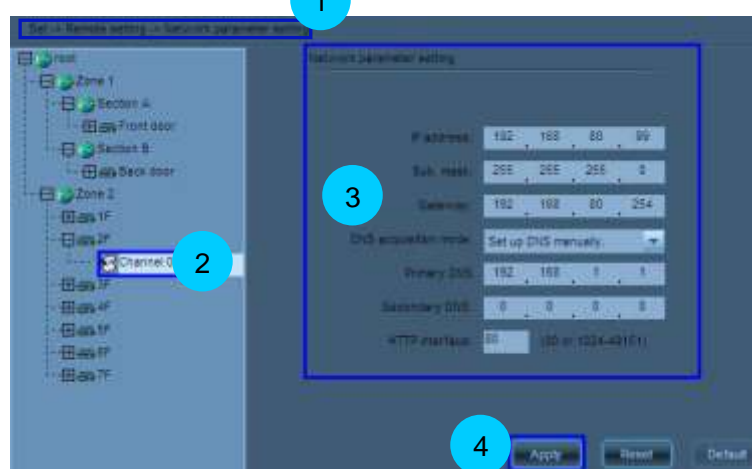 1
Set -> Remote setting -> Network parameter setting
root
Zone 1
Section A
Front door
Section B
Back door
Zone 2
1F
2F
Channel:0
2
3F
4F
5F
6F
7F
Network parameter setting
3
IP address: 192 . 168 . 80 . 99
Sub. mask: 255 . 255 . 255 . 0
Gateway: 192 . 168 . 80 . 254
DNS acquisition mode: Set up DNS manually
Primary DNS: 192 . 168 . 1 . 1
Secondary DNS: 0 . 0 . 0 . 0
HTTP interface: 80 (80 or 1024-49151)
4
Apply Reset Default